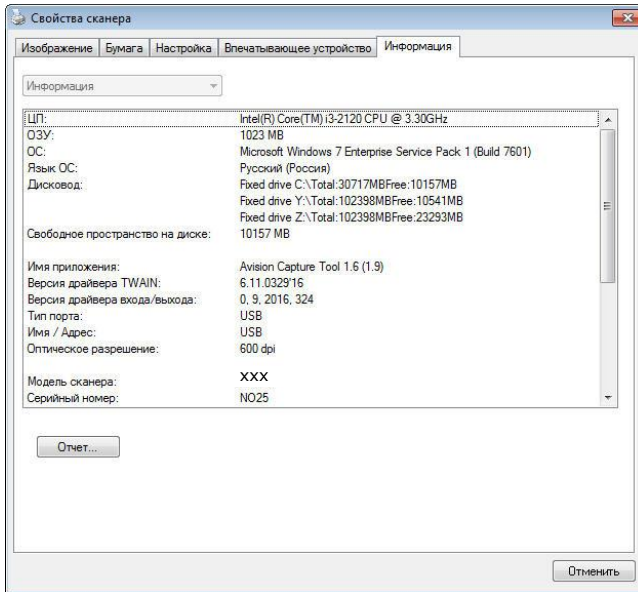 Свойства сканера
Изображение Бумага Настройка Впечатывающее устройство Информация
Информация
ЦП: Intel(R) Core(TM) i3-2120 CPU @ 3.30GHz
ОЗУ: 1023 MB
ОС: Microsoft Windows 7 Enterprise Service Pack 1 (Build 7601)
Язык ОС: Русский (Россия)
Дисковод: Fixed drive C:\Total:30717MBFree:10157MB
Fixed drive Y:\Total:102398MBFree:10541MB
Fixed drive Z:\Total:102398MBFree:23293MB
Свободное пространство на диске: 10157 MB
Имя приложения: Avision Capture Tool 1.6 (1.9)
Версия драйвера TWAIN: 6.11.0329'16
Версия драйвера входа/выхода: 0, 9, 2016, 324
Тип порта: USB
Имя / Адрес: USB
Оптическое разрешение: 600 dpi
Модель сканера: XXX
Серийный номер: NO25
Отчет...
Отменить